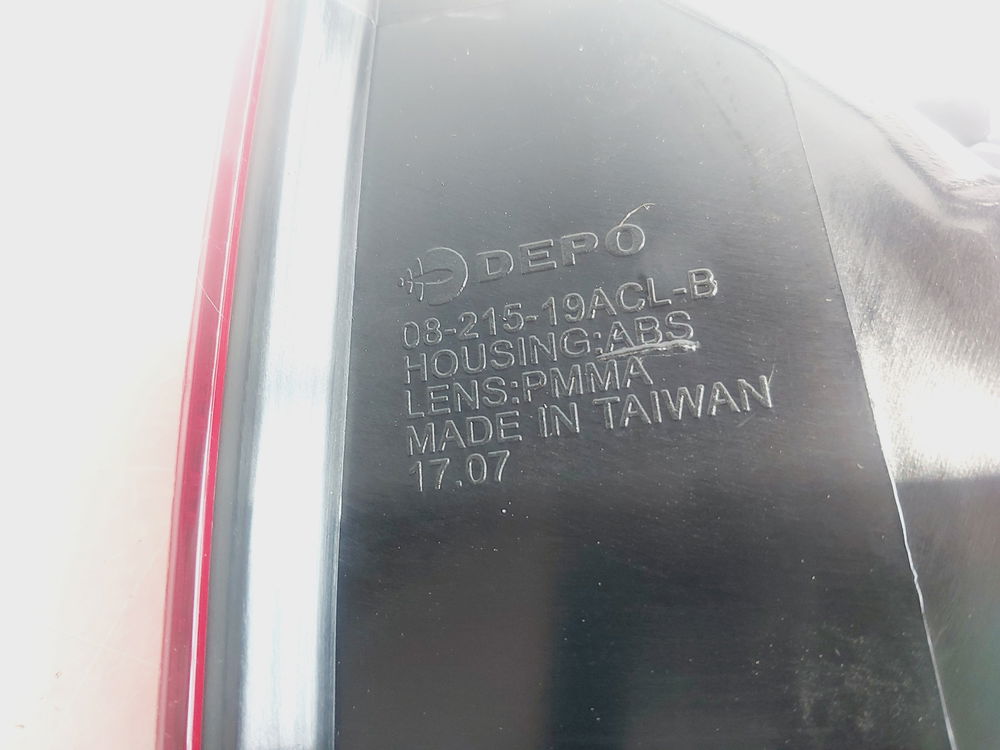 DEPO
08-215-19ACL-B
HOUSING:ABS
LENS:PMMA
MADE IN TAIWAN
17.07